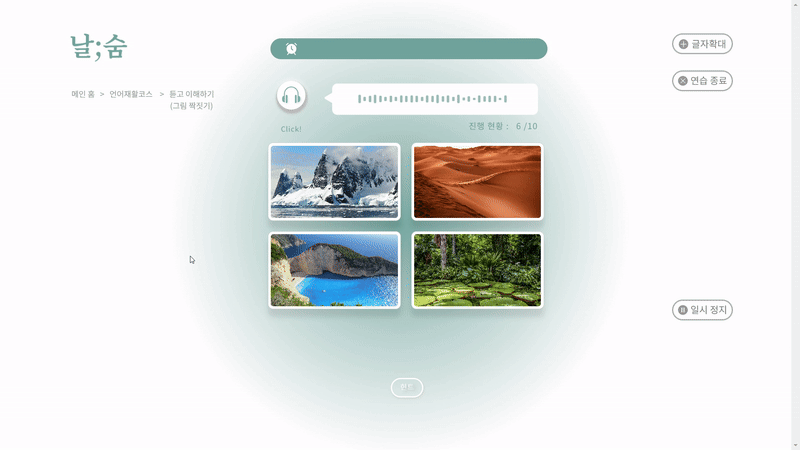 날;숨
글자확대
연습 종료
메인 홈 > 언어재활코스 > 듣고 이해하기
(그림 짝짓기)
Click!
진행 현황 : 6 /10
일시 정지
힌트